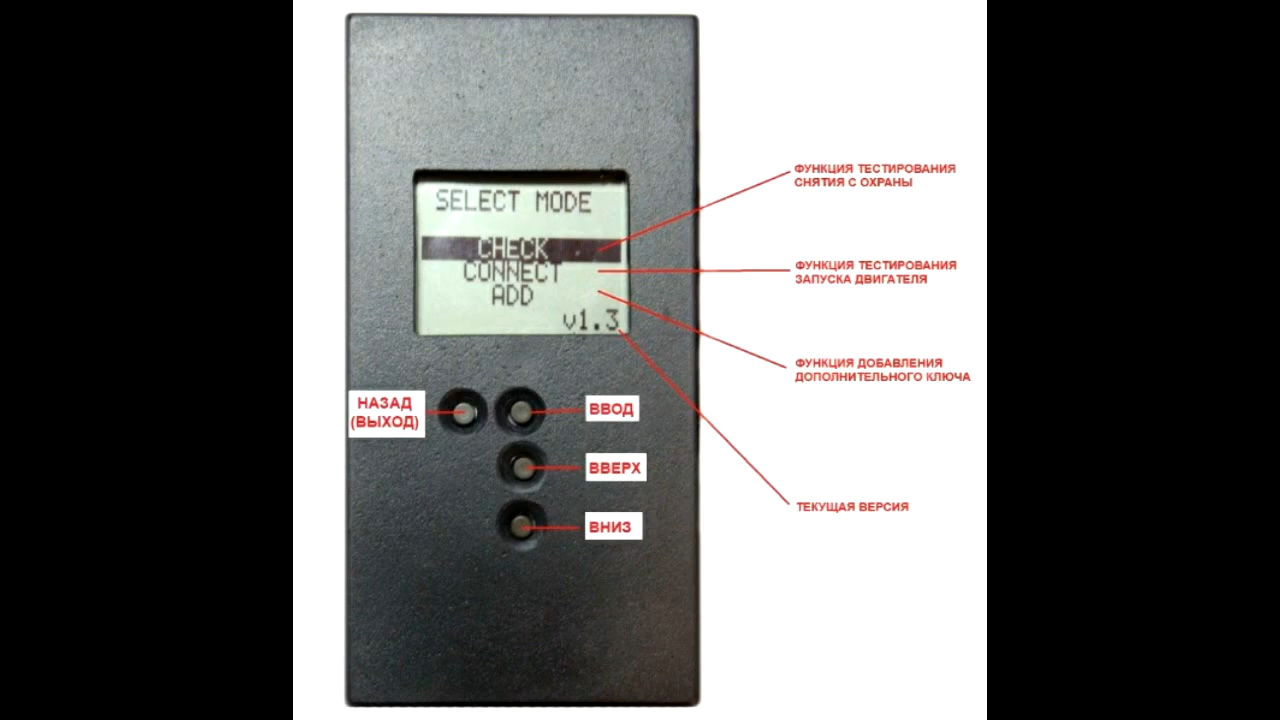 SELECT MODE
CHECK
CONNECT
ADD
v1.3
ФУНКЦИЯ ТЕСТИРОВАНИЯ
СНЯТИЯ С ОХРАНЫ
ФУНКЦИЯ ТЕСТИРОВАНИЯ
ЗАПУСКА ДВИГАТЕЛЯ
ФУНКЦИЯ ДОБАВЛЕНИЯ
ДОПОЛНИТЕЛЬНОГО КЛЮЧА
ТЕКУЩАЯ ВЕРСИЯ
НАЗАД
(ВЫХОД)
ВВОД
ВВЕРХ
ВНИЗ